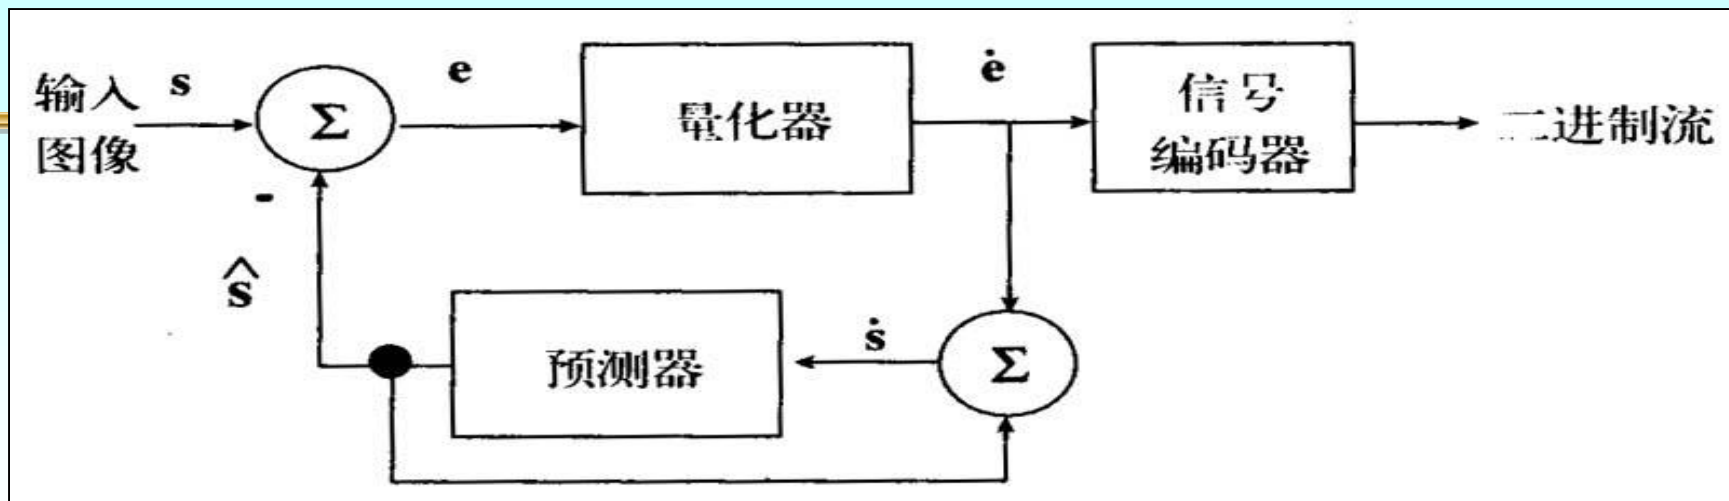 输入
图像
s
Σ
-
e
量化器
ė
信号
编码器
二进制流
ŝ
预测器
ṡ
Σ